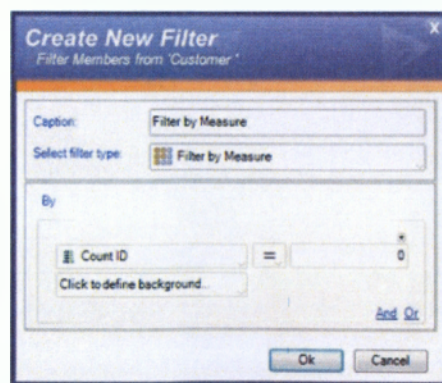 Create New Filter
X
Filter Members from 'Customer '
Caption: Filter by Measure
Select filter type: Filter by Measure
By
Count ID = 0
Click to define background...
And Or
Ok Cancel